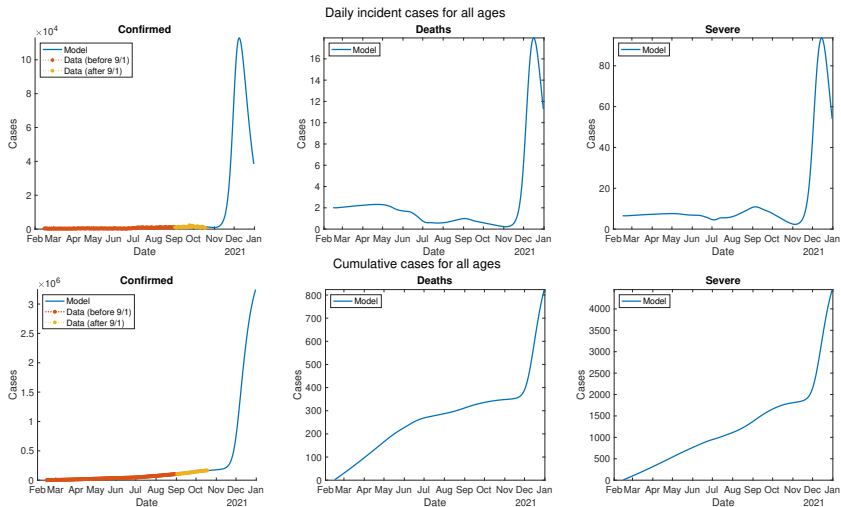 Daily incident cases for all ages
Confirmed
×10⁴
10
8
6
4
2
0
Cases
Model
Data (before 9/1)
Data (after 9/1)
Feb Mar Apr May Jun Jul Aug Sep Oct Nov Dec Jan
Date
2021
Deaths
18
16
14
12
10
8
6
4
2
0
Cases
Model
Feb Mar Apr May Jun Jul Aug Sep Oct Nov Dec Jan
Date
2021
Severe
80
60
40
20
0
Cases
Model
Feb Mar Apr May Jun Jul Aug Sep Oct Nov Dec Jan
Date
2021
Cumulative cases for all ages
Confirmed
×10⁶
3
2.5
2
1.5
1
0.5
0
Cases
Model
Data (before 9/1)
Data (after 9/1)
Feb Mar Apr May Jun Jul Aug Sep Oct Nov Dec Jan
Date
2021
Deaths
800
700
600
500
400
300
200
100
0
Cases
Model
Feb Mar Apr May Jun Jul Aug Sep Oct Nov Dec Jan
Date
2021
Severe
4000
3500
3000
2500
2000
1500
1000
500
0
Cases
Model
Feb Mar Apr May Jun Jul Aug Sep Oct Nov Dec Jan
Date
2021